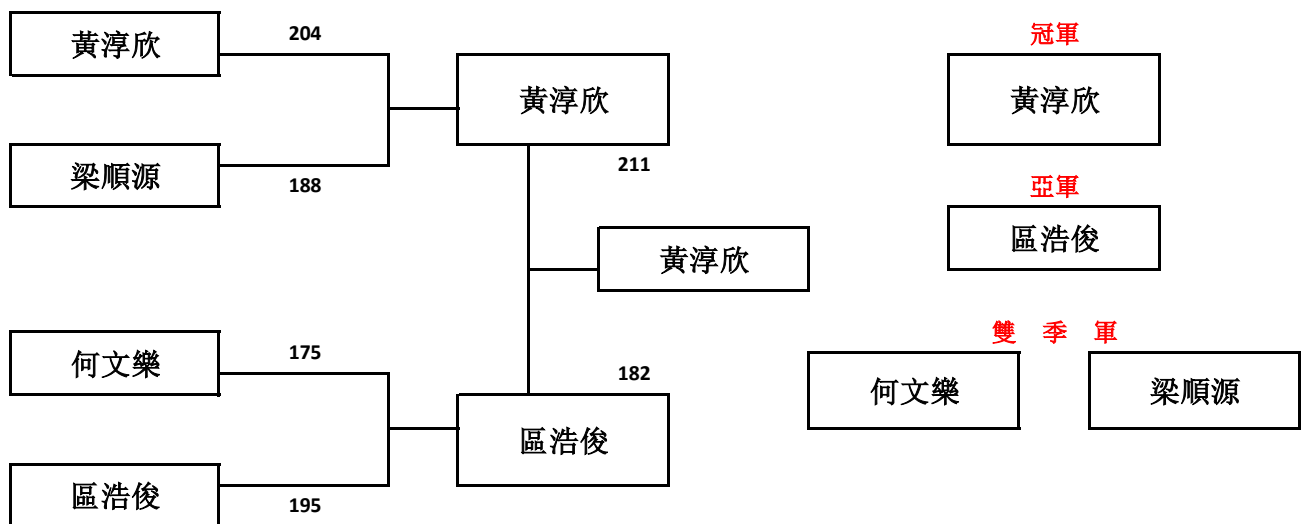 黃淳欣
204
梁順源
188
黃淳欣
211
黃淳欣
何文樂
175
區浩俊
195
182
區浩俊
冠軍
黃淳欣
亞軍
區浩俊
雙 季 軍
何文樂
梁順源